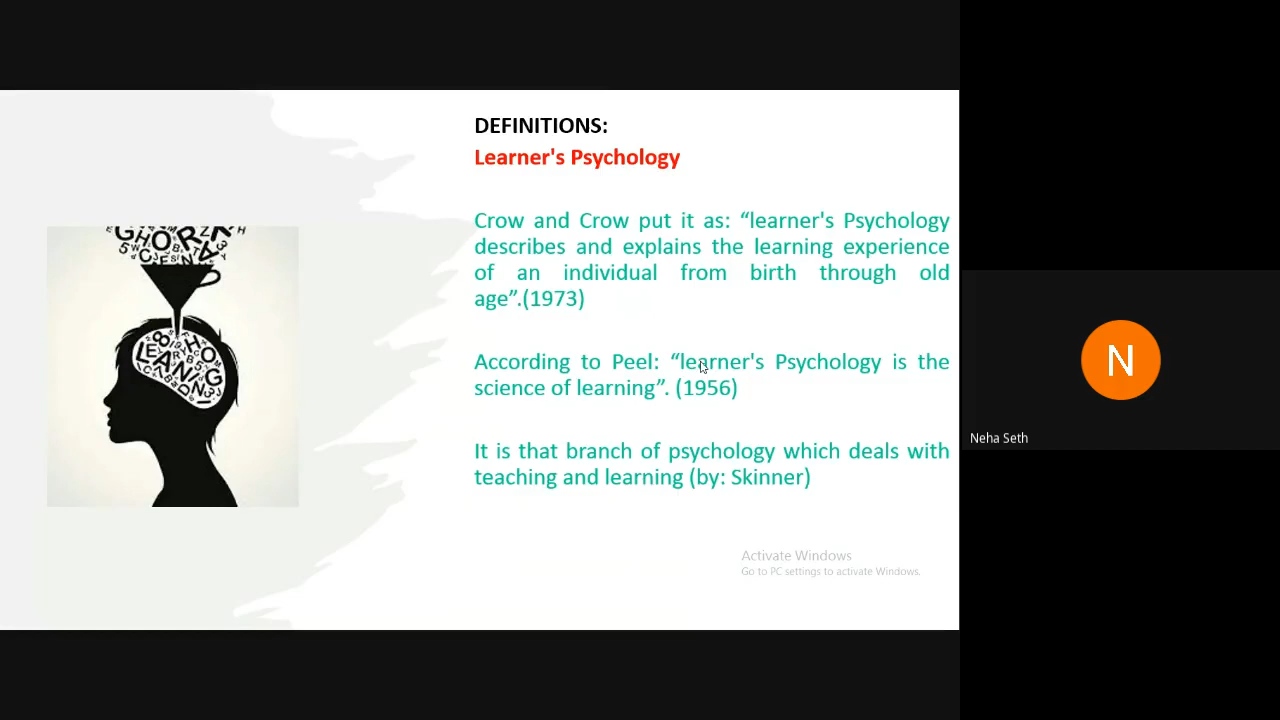 DEFINITIONS:
Learner's Psychology
Crow and Crow put it as: “learner's Psychology
describes and explains the learning experience
of an individual from birth through old
age”.(1973)
According to Peel: “learner's Psychology is the
science of learning”. (1956)
It is that branch of psychology which deals with
teaching and learning (by: Skinner)
Activate Windows
Go to PC settings to activate Windows.
N
Neha Seth
LEARNING